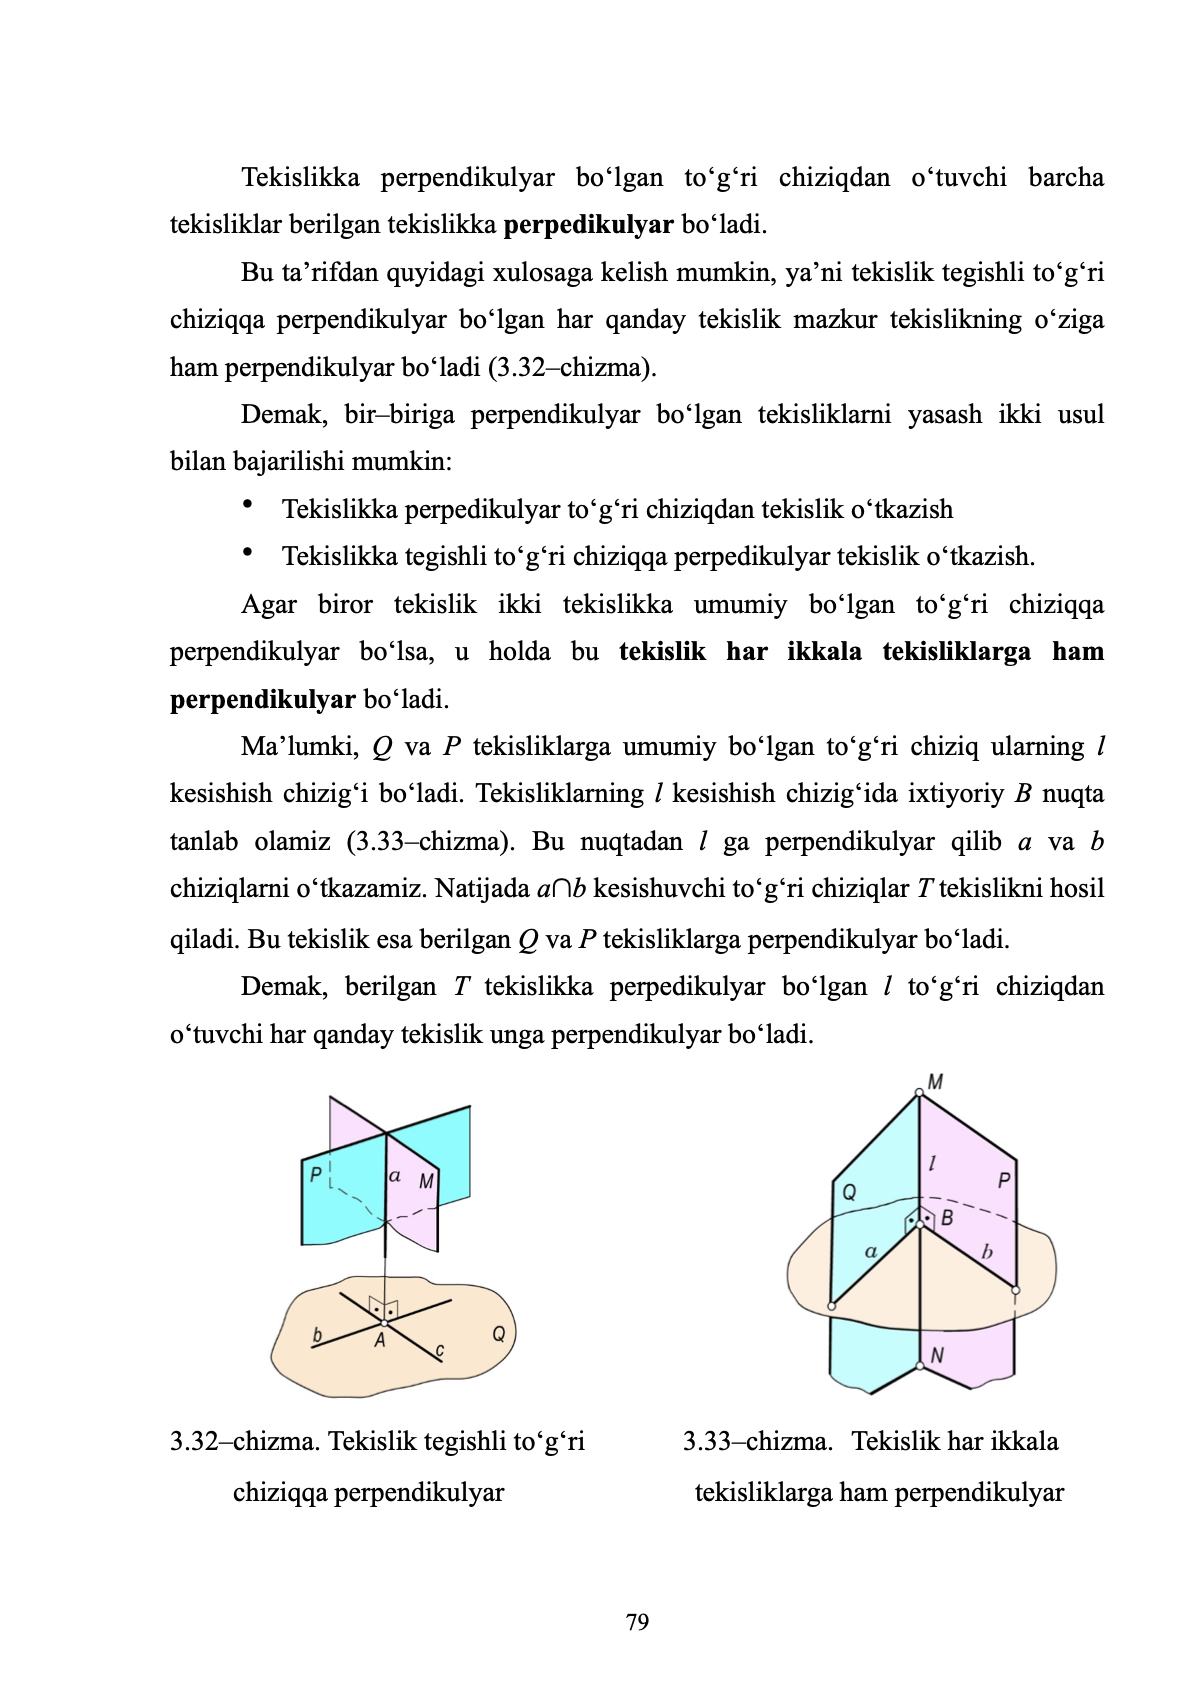 Tekislikka perpendikulyar bo‘lgan to‘g‘ri chiziqdan o‘tuvchi barcha
tekisliklar berilgan tekislikka perpedikulyar bo‘ladi.
Bu ta’rifdan quyidagi xulosaga kelish mumkin, ya’ni tekislik tegishli to‘g‘ri
chiziqqa perpendikulyar bo‘lgan har qanday tekislik mazkur tekislikning o‘ziga
ham perpendikulyar bo‘ladi (3.32–chizma).
Demak, bir–biriga perpendikulyar bo‘lgan tekisliklarni yasash ikki usul
bilan bajarilishi mumkin:
• Tekislikka perpedikulyar to‘g‘ri chiziqdan tekislik o‘tkazish
• Tekislikka tegishli to‘g‘ri chiziqqa perpedikulyar tekislik o‘tkazish.
Agar biror tekislik ikki tekislikka umumiy bo‘lgan to‘g‘ri chiziqqa
perpendikulyar bo‘lsa, u holda bu tekislik har ikkala tekisliklarga ham
perpendikulyar bo‘ladi.
Ma’lumki, Q va P tekisliklarga umumiy bo‘lgan to‘g‘ri chiziq ularning l
kesishish chizig‘i bo‘ladi. Tekisliklarning l kesishish chizig‘ida ixtiyoriy B nuqta
tanlab olamiz (3.33–chizma). Bu nuqtadan l ga perpendikulyar qilib a va b
chiziqlarni o‘tkazamiz. Natijada a∩b kesishuvchi to‘g‘ri chiziqlar T tekislikni hosil
qiladi. Bu tekislik esa berilgan Q va P tekisliklarga perpendikulyar bo‘ladi.
Demak, berilgan T tekislikka perpedikulyar bo‘lgan l to‘g‘ri chiziqdan
o‘tuvchi har qanday tekislik unga perpendikulyar bo‘ladi.
P a M
b A c Q
M
l
Q P
B
a b
N
3.32–chizma. Tekislik tegishli to‘g‘ri
chiziqqa perpendikulyar
3.33–chizma. Tekislik har ikkala
tekisliklarga ham perpendikulyar
79